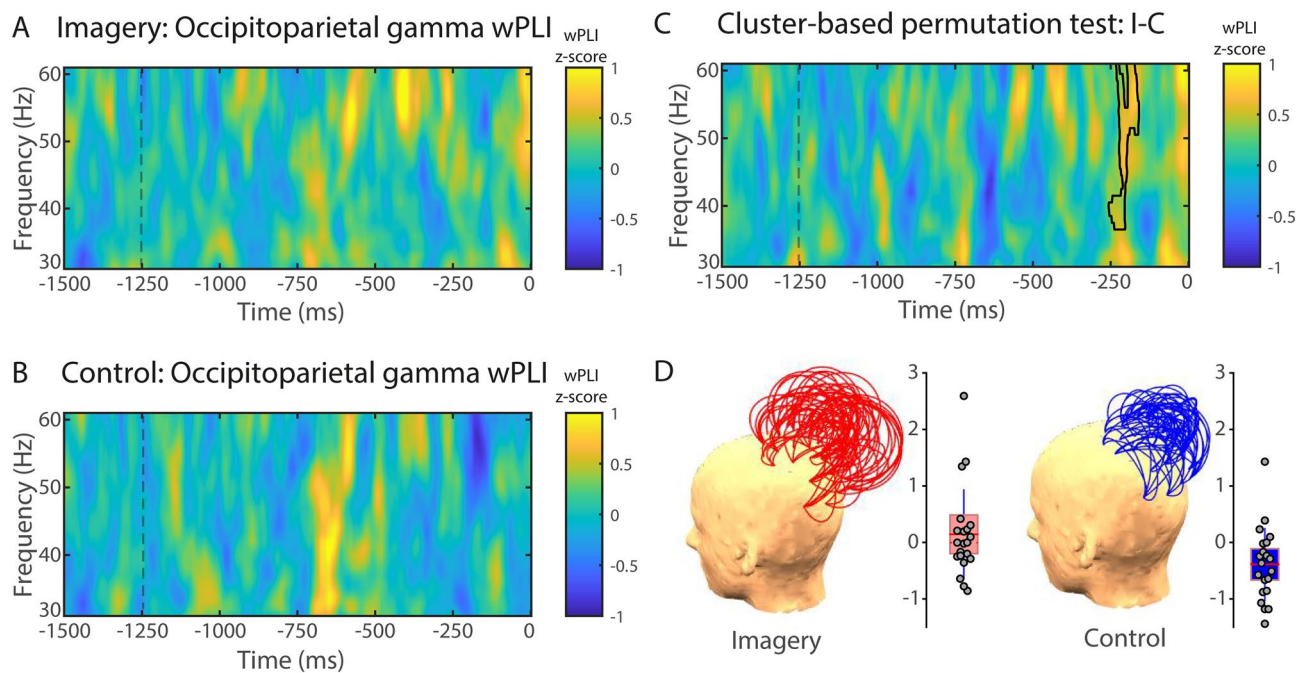 A Imagery: Occipitoparietal gamma wPLI
wPLI
z-score
60
50
40
30
Frequency (Hz)
1
0.5
0
-0.5
-1
-1500 -1250 -1000 -750 -500 -250 0
Time (ms)
B Control: Occipitoparietal gamma wPLI
wPLI
z-score
60
50
40
30
Frequency (Hz)
1
0.5
0
-0.5
-1
-1500 -1250 -1000 -750 -500 -250 0
Time (ms)
C Cluster-based permutation test: I-C
wPLI
z-score
60
50
40
30
Frequency (Hz)
1
0.5
0
-0.5
-1
-1500 -1250 -1000 -750 -500 -250 0
Time (ms)
D
3
2
1
0
-1
Imagery
3
2
1
0
-1
Control